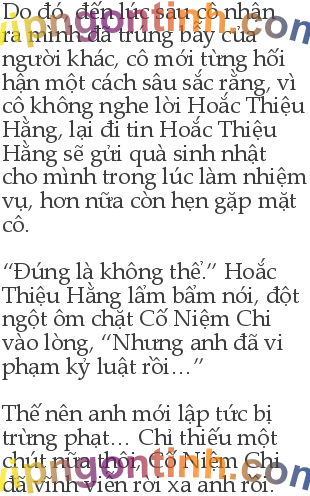 Do đó, đến lúc sau cô nhận
ra mình đã trúng bẫy của
người khác, cô mới từng hối
hận một cách sâu sắc rằng, vì
cô không nghe lời Hoắc Thiệu
Hằng, lại đi tin Hoắc Thiệu
Hằng sẽ gửi quà sinh nhật
cho mình trong lúc làm nhiệm
vụ, hơn nữa còn hẹn gặp mặt
cô.
“Đúng là không thể.” Hoắc
Thiệu Hằng lẩm bẩm nói, đột
ngột ôm chặt Cố Niệm Chi
vào lòng, “Nhưng anh đã vi
phạm kỷ luật rồi…”
Thế nên anh mới lập tức bị
trừng phạt… Chỉ thiếu một
chút nữa thôi, Cố Niệm Chi
đã vĩnh viễn rời xa anh rồi.
vipngontinh.com
vipngontinh.com